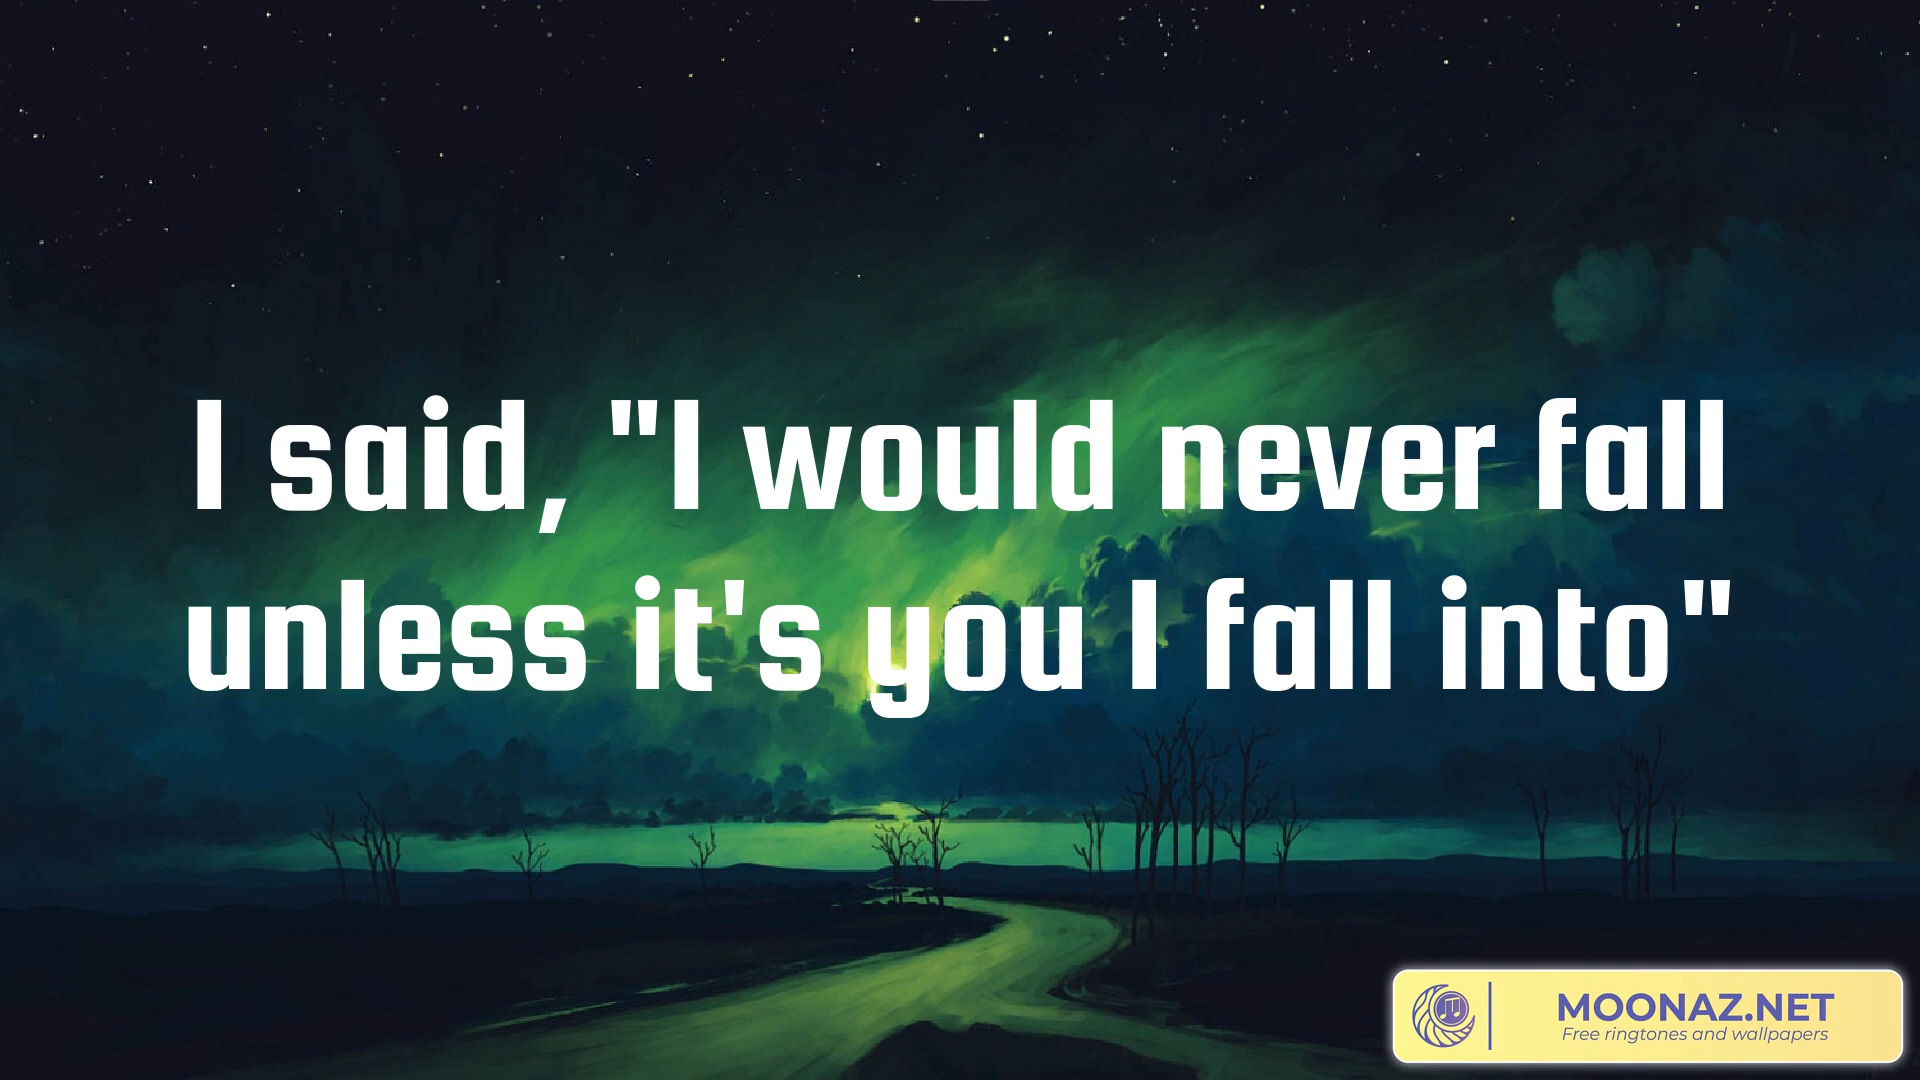 I said, "I would never fall
unless it's you I fall into"
MOONAZ.NET
Free ringtones and wallpapers